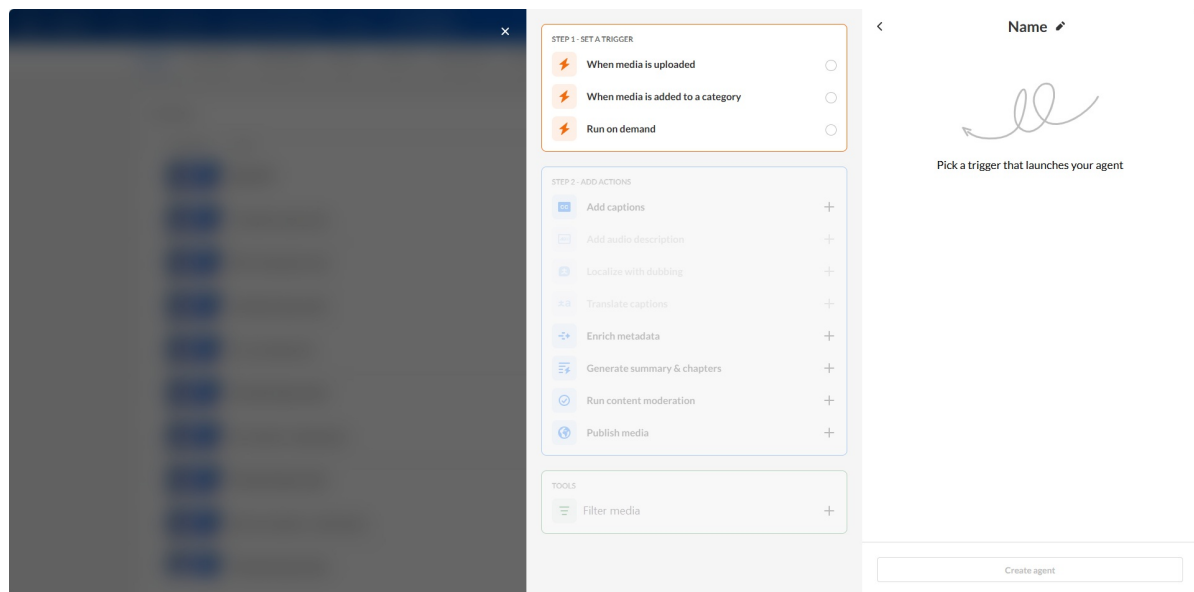 STEP 1 - SET A TRIGGER
When media is uploaded
When media is added to a category
Run on demand
STEP 2 - ADD ACTIONS
Add captions
Add audio description
Localize with dubbing
Translate captions
Enrich metadata
Generate summary & chapters
Run content moderation
Publish media
TOOLS
Filter media
Name
Pick a trigger that launches your agent
Create agent